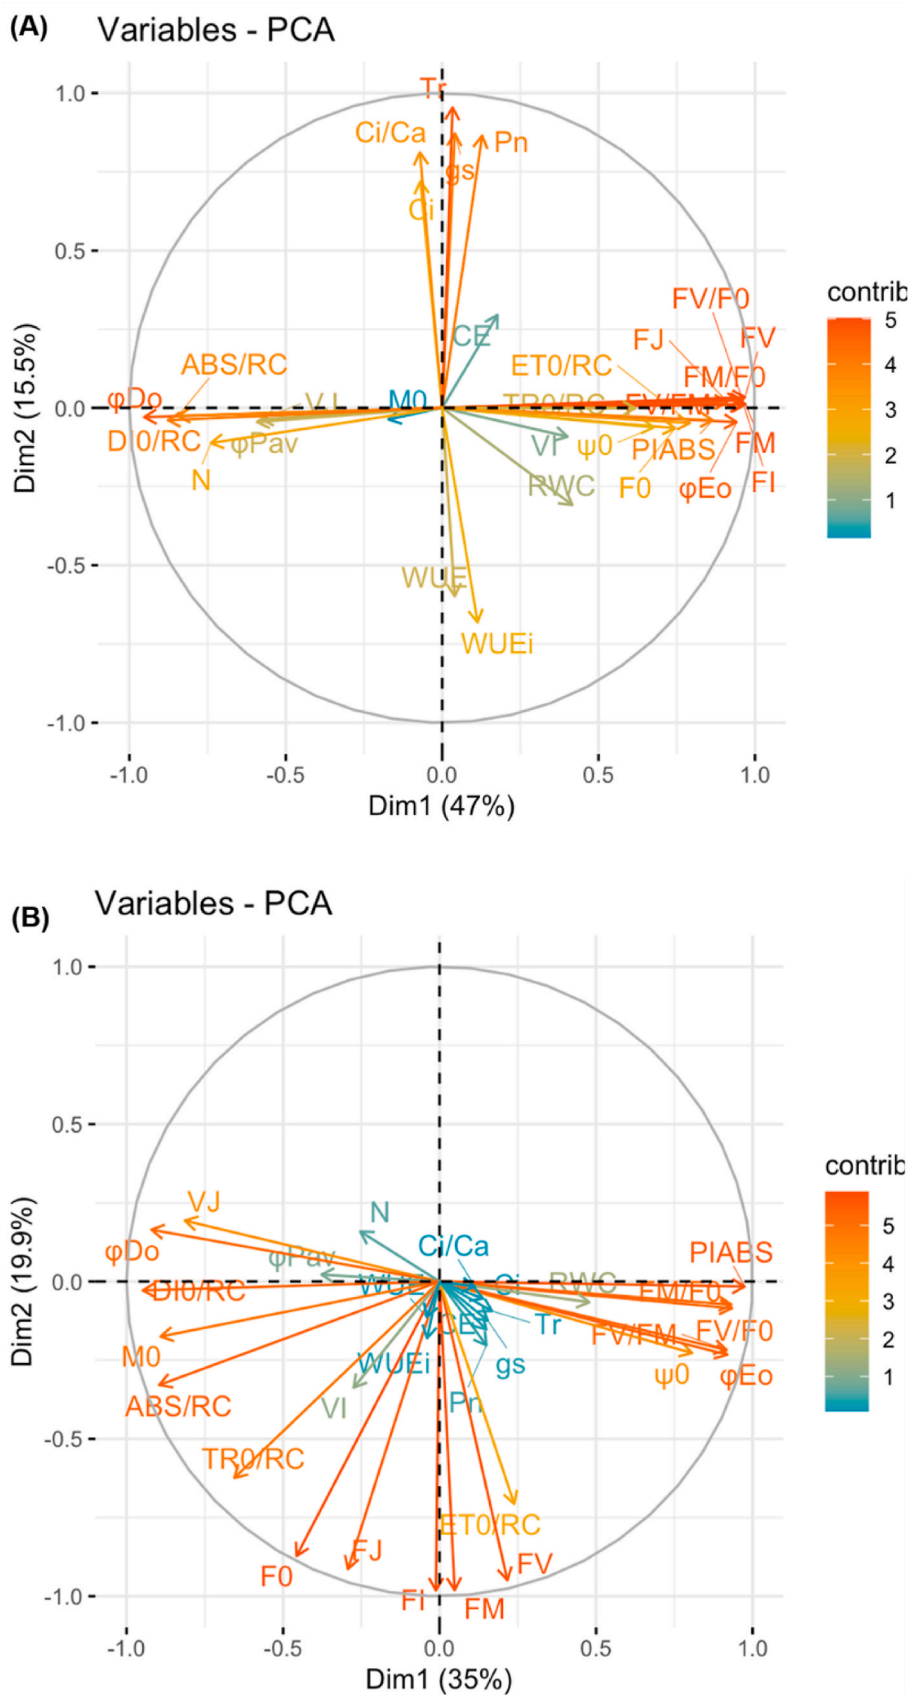 (A) Variables - PCA
Tr
1.0
Ci/Ca
Pn
gs
Ci
0.5
contrib
FV/F0
5
CE
FJ
FV
ABS/RC
ET0/RC
4
FM/F0
φDo
VJ
M0
TR0/RC
FV/FM
0.0
3
DI0/RC
φPav
VI
ψ0
PIABS
FM
2
N
RWC
F0
φEo
FI
1
-0.5
WUE
WUEi
-1.0
Dim2 (15.5%)
-1.0 -0.5 0.0 0.5 1.0
Dim1 (47%)
(B) Variables - PCA
1.0
0.5
contrib
VJ
N
5
φDo
φPav
Ci/Ca
PIABS
4
0.0
DI0/RC
WUE
Ci
RWC
FM/F0
3
M0
CE
Tr
FV/FM
FV/F0
2
WUEi
gs
ψ0
φEo
1
ABS/RC
VI
Pn
-0.5
TR0/RC
ET0/RC
F0
FJ
FV
FI
FM
-1.0
Dim2 (19.9%)
-1.0 -0.5 0.0 0.5 1.0
Dim1 (35%)